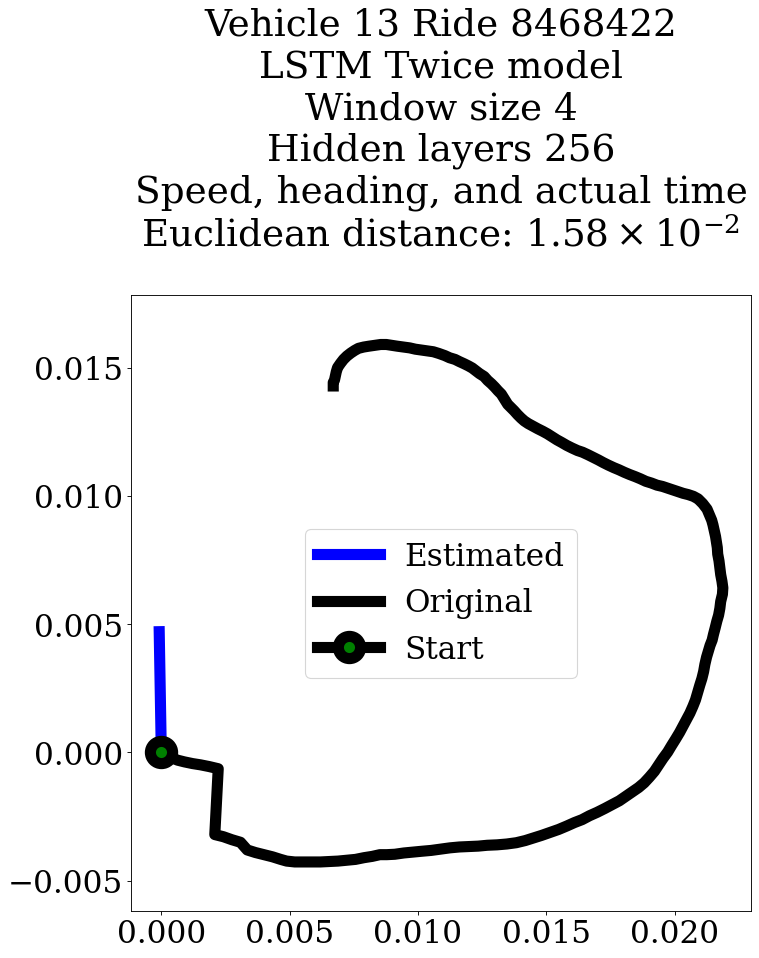 Vehicle 13 Ride 8468422
LSTM Twice model
Window size 4
Hidden layers 256
Speed, heading, and actual time
Euclidean distance: 1.58 × 10⁻²
0.015
0.010
0.005
0.000
−0.005
Estimated
Original
Start
0.000 0.005 0.010 0.015 0.020